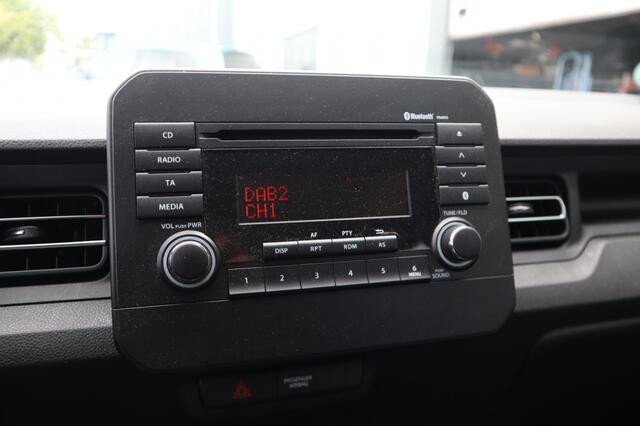 Bluetooth
CD
RADIO
TA
MEDIA
VOL PUSH PWR
DAB2
CH1
TUNE/FLD
AF PTY
DISP RPT RDM AS
1 2 3 4 5 6
MENU
PUSH
SOUND
PASSENGER
AIRBAG